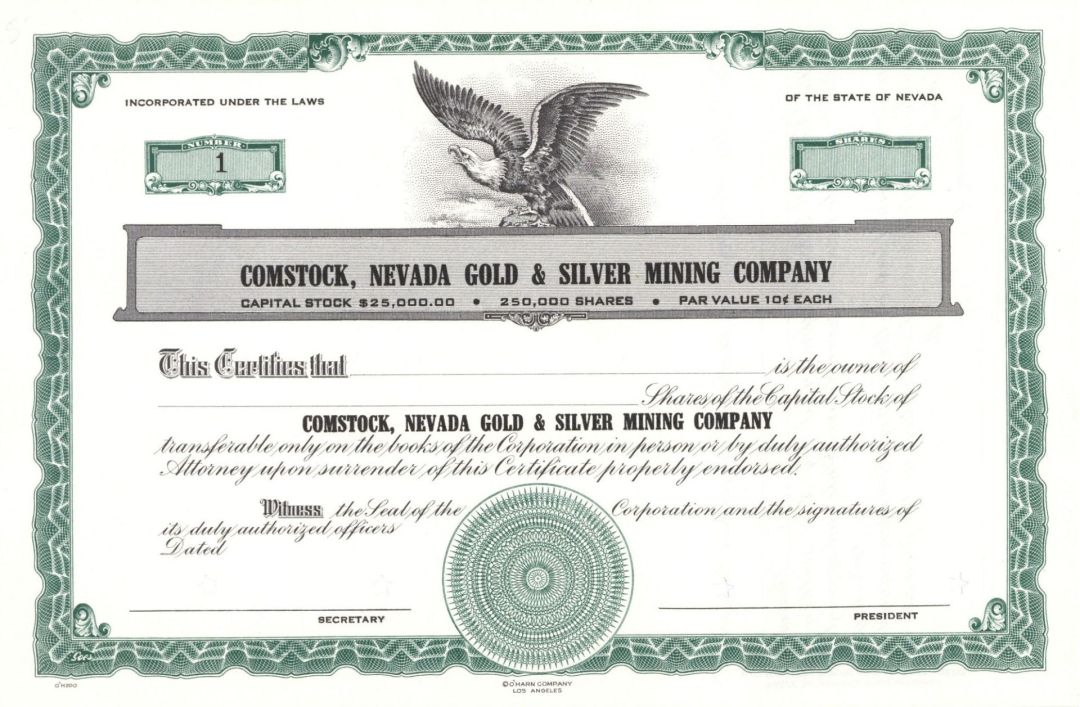 INCORPORATED UNDER THE LAWS
OF THE STATE OF NEVADA
NUMBER
1
SHARES
COMSTOCK, NEVADA GOLD & SILVER MINING COMPANY
CAPITAL STOCK $25,000.00 • 250,000 SHARES • PAR VALUE 10¢ EACH
This Certifies that is the owner of
Shares of the Capital Stock of
COMSTOCK, NEVADA GOLD & SILVER MINING COMPANY
transferable only on the books of the Corporation in person or by duly authorized
Attorney upon surrender of this Certificate properly endorsed.
Witness, the Seal of the Corporation and the signatures of
its duly authorized officers
Dated
SECRETARY
PRESIDENT
O'H200
© O'HARN COMPANY
LOS ANGELES